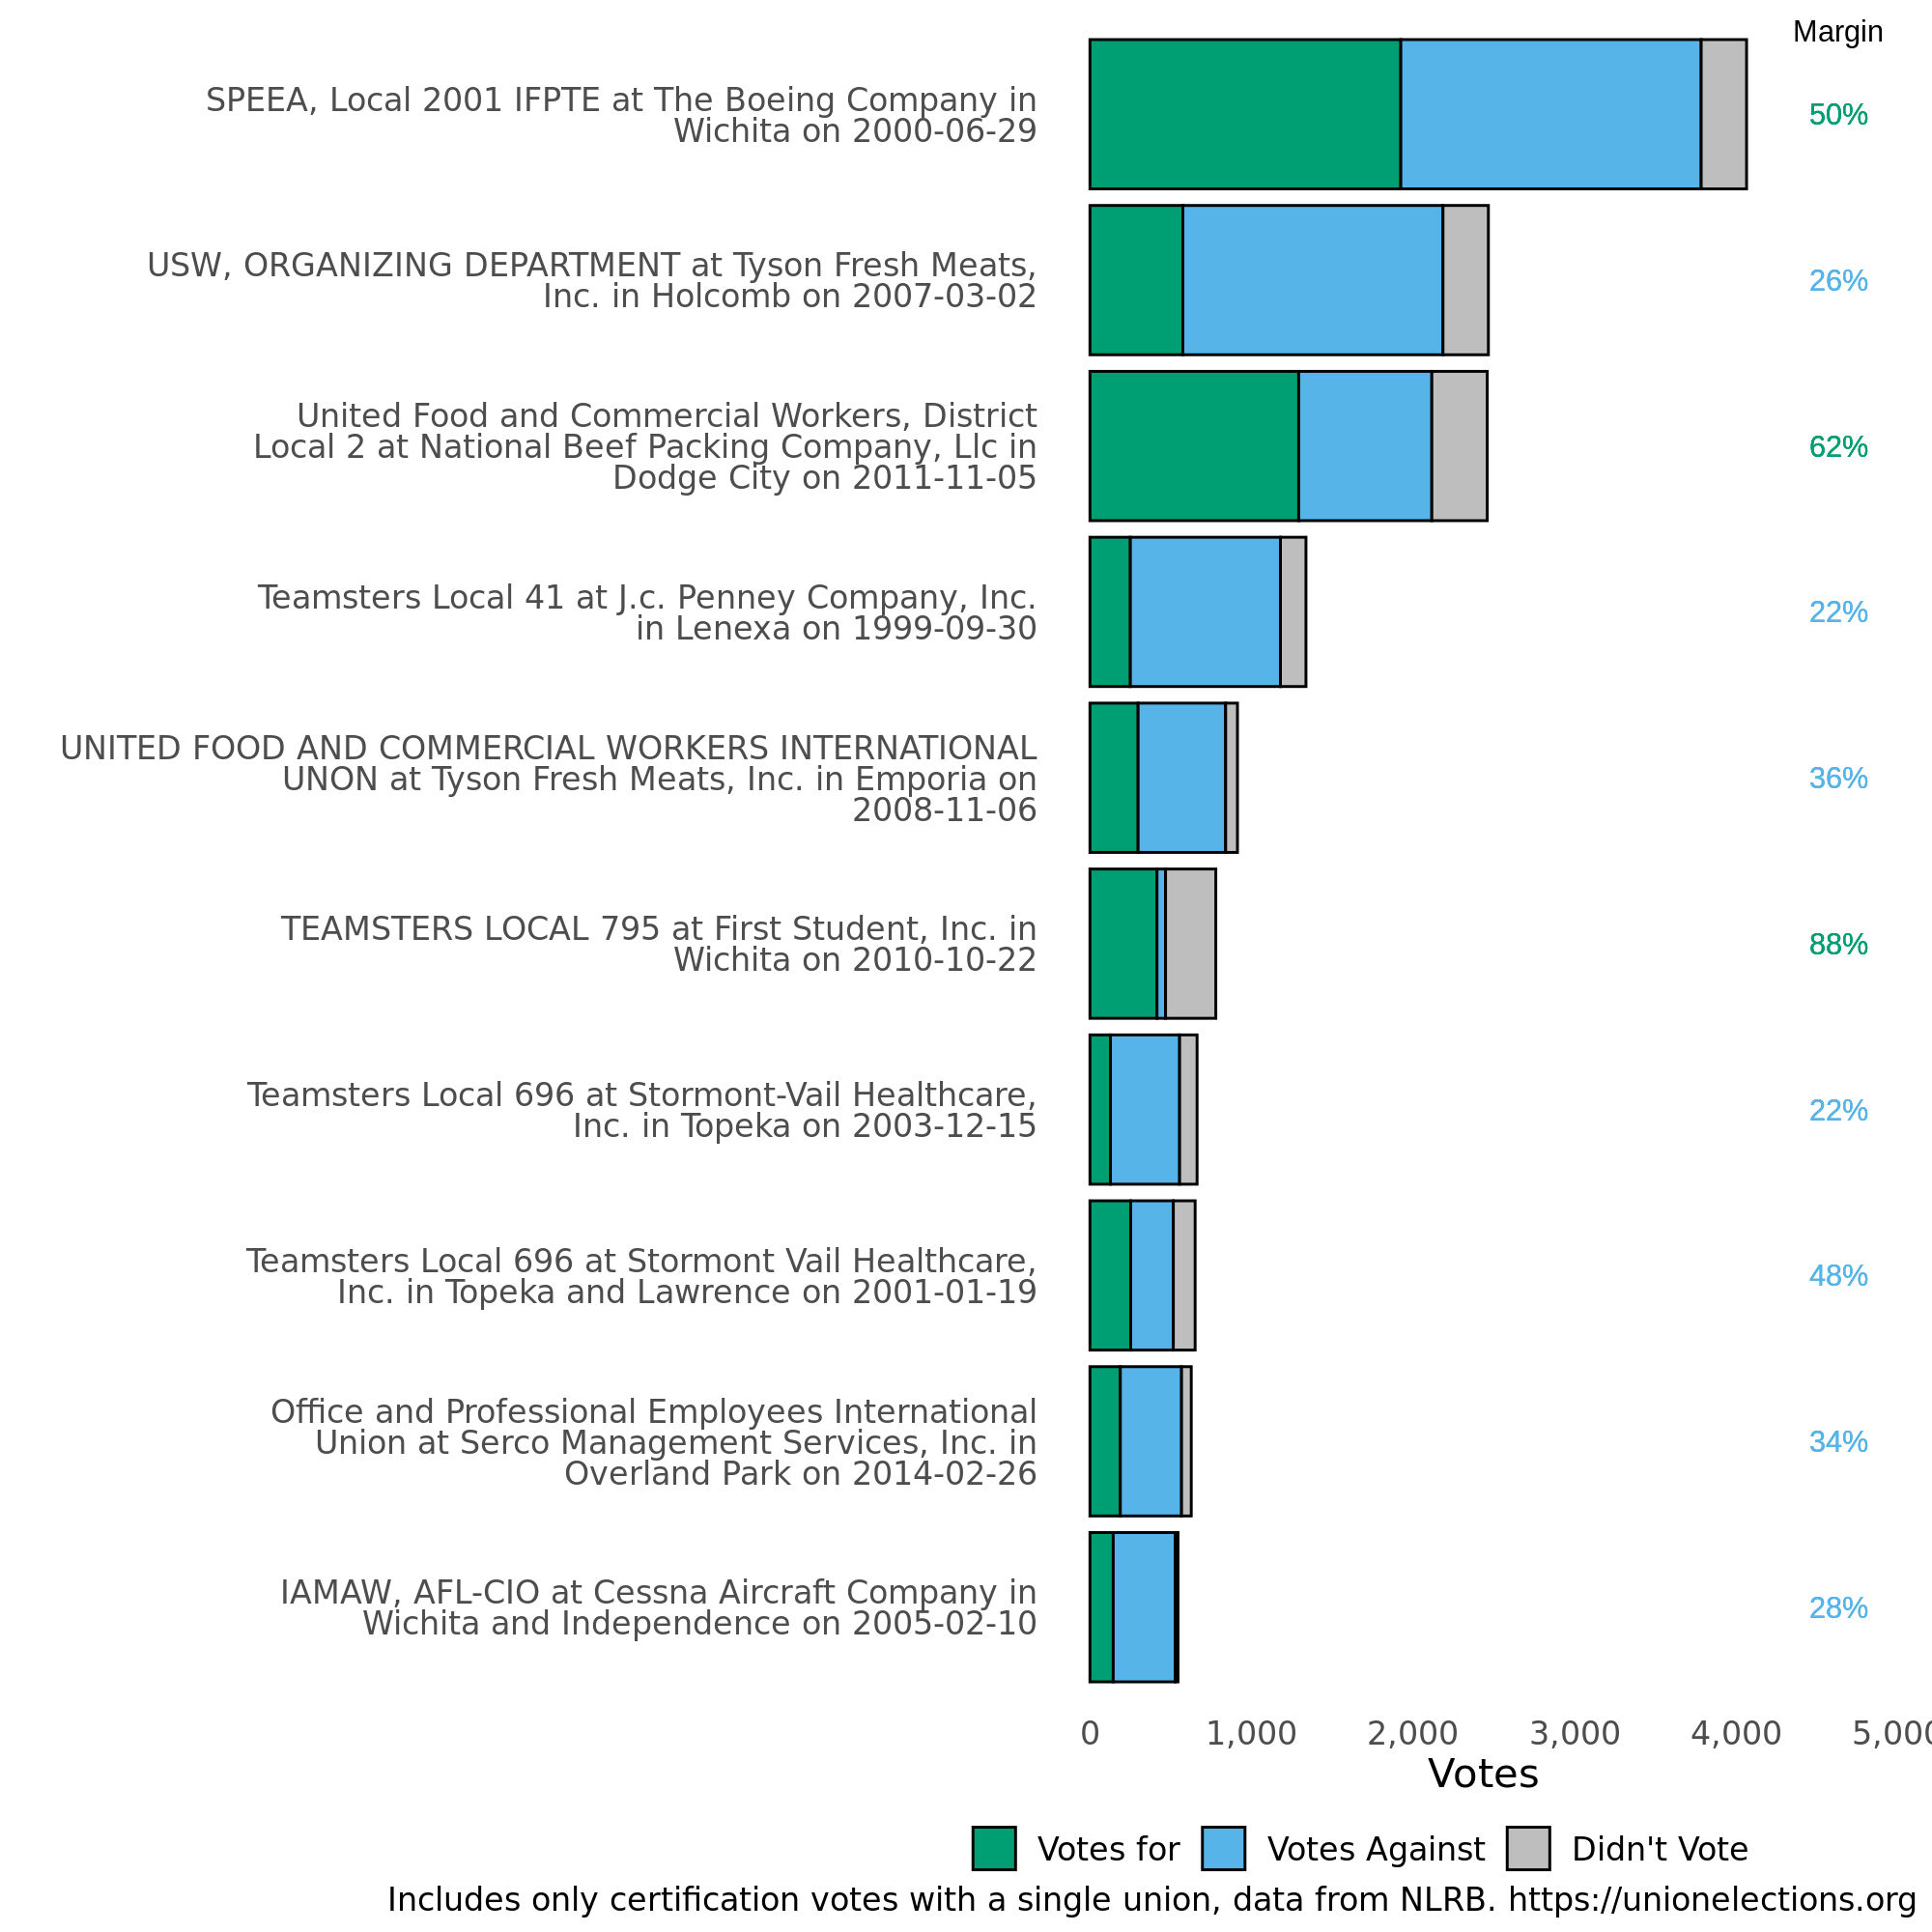 Margin
SPEEA, Local 2001 IFPTE at The Boeing Company in
Wichita on 2000-06-29
50%
USW, ORGANIZING DEPARTMENT at Tyson Fresh Meats,
Inc. in Holcomb on 2007-03-02
26%
United Food and Commercial Workers, District
Local 2 at National Beef Packing Company, Llc in
Dodge City on 2011-11-05
62%
Teamsters Local 41 at J.c. Penney Company, Inc.
in Lenexa on 1999-09-30
22%
UNITED FOOD AND COMMERCIAL WORKERS INTERNATIONAL
UNON at Tyson Fresh Meats, Inc. in Emporia on
2008-11-06
36%
TEAMSTERS LOCAL 795 at First Student, Inc. in
Wichita on 2010-10-22
88%
Teamsters Local 696 at Stormont-Vail Healthcare,
Inc. in Topeka on 2003-12-15
22%
Teamsters Local 696 at Stormont Vail Healthcare,
Inc. in Topeka and Lawrence on 2001-01-19
48%
Office and Professional Employees International
Union at Serco Management Services, Inc. in
Overland Park on 2014-02-26
34%
IAMAW, AFL-CIO at Cessna Aircraft Company in
Wichita and Independence on 2005-02-10
28%
0 1,000 2,000 3,000 4,000 5,000
Votes
Votes for Votes Against Didn't Vote
Includes only certification votes with a single union, data from NLRB. https://unionelections.org